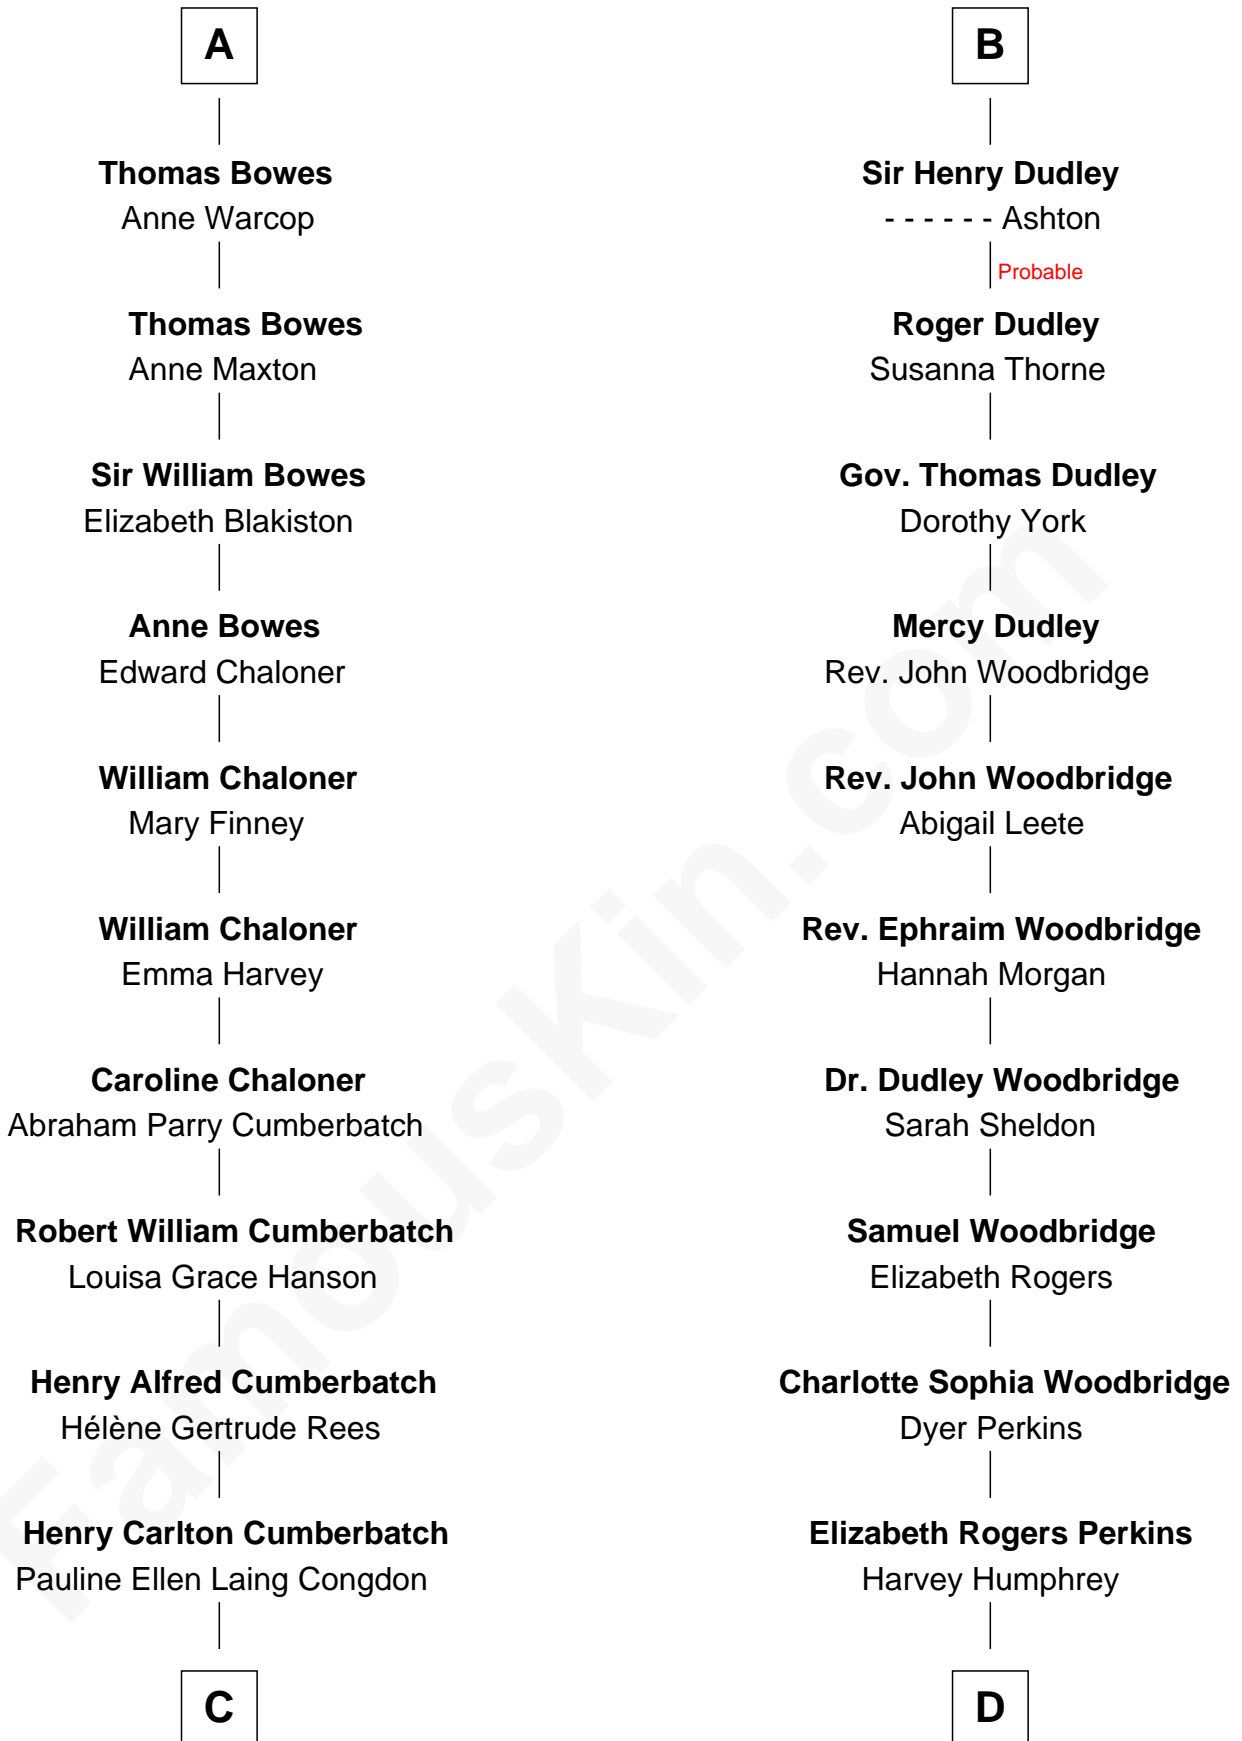 A
Thomas Bowes
Anne Warcop
Thomas Bowes
Anne Maxton
Sir William Bowes
Elizabeth Blakiston
Anne Bowes
Edward Chaloner
William Chaloner
Mary Finney
William Chaloner
Emma Harvey
Caroline Chaloner
Abraham Parry Cumberbatch
Robert William Cumberbatch
Louisa Grace Hanson
Henry Alfred Cumberbatch
Hélène Gertrude Rees
Henry Carlton Cumberbatch
Pauline Ellen Laing Congdon
C
B
Sir Henry Dudley
- - - - - - Ashton
Probable
Roger Dudley
Susanna Thorne
Gov. Thomas Dudley
Dorothy York
Mercy Dudley
Rev. John Woodbridge
Rev. John Woodbridge
Abigail Leete
Rev. Ephraim Woodbridge
Hannah Morgan
Dr. Dudley Woodbridge
Sarah Sheldon
Samuel Woodbridge
Elizabeth Rogers
Charlotte Sophia Woodbridge
Dyer Perkins
Elizabeth Rogers Perkins
Harvey Humphrey
D
FamousKin.com